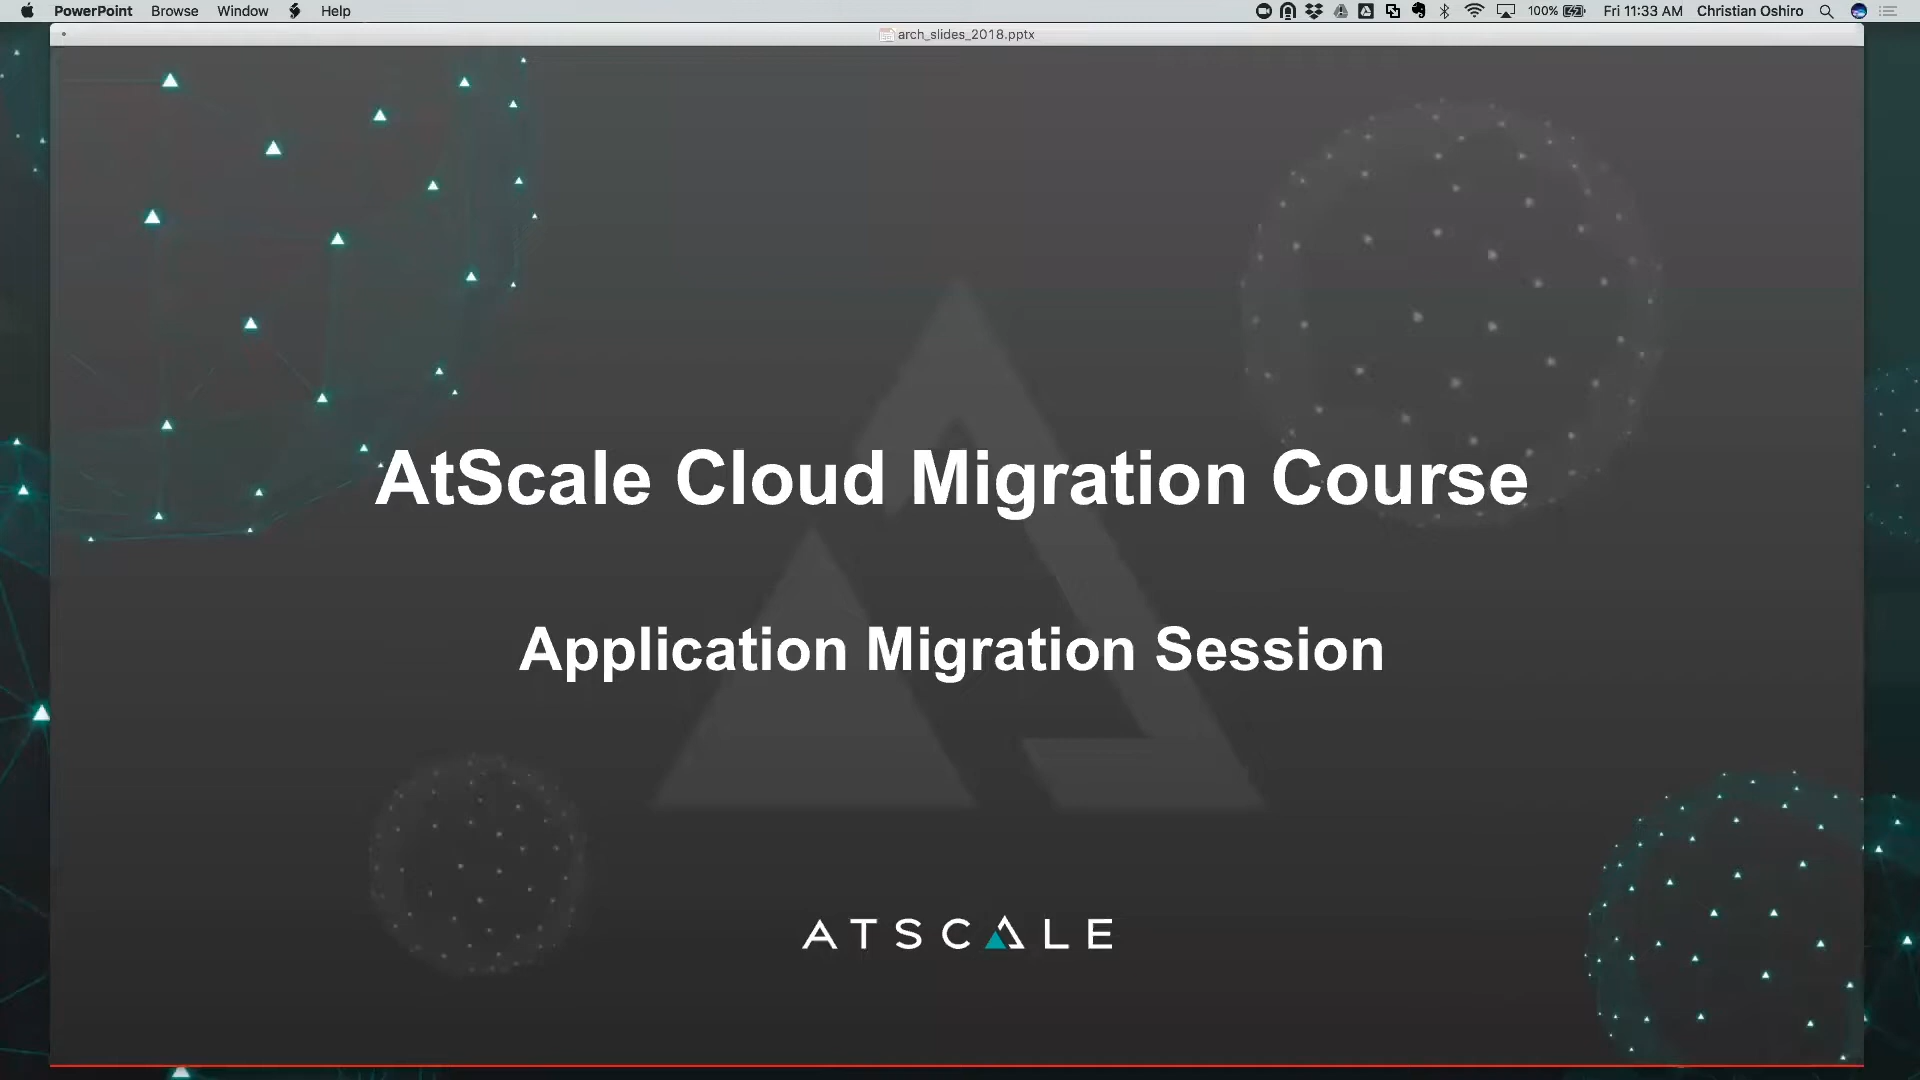 PowerPoint Browse Window Help 100% Fri 11:33 AM Christian Oshiro
arch_slides_2018.pptx
AtScale Cloud Migration Course
Application Migration Session
ATSCALE